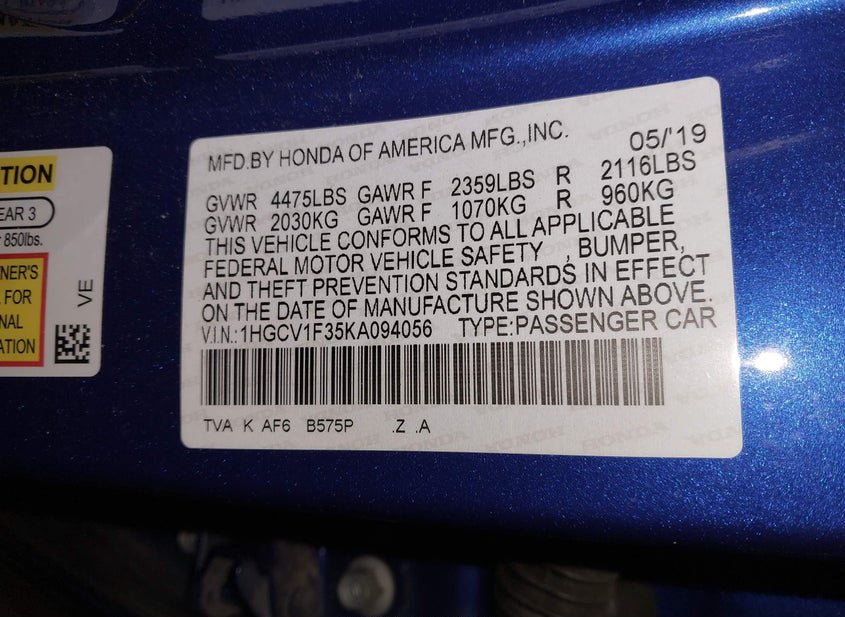 TION
EAR 3
850lbs.
NER'S
FOR
NAL
ATION
VE
MFD.BY HONDA OF AMERICA MFG.,INC. 05/'19
GVWR 4475LBS GAWR F 2359LBS R 2116LBS
GVWR 2030KG GAWR F 1070KG R 960KG
THIS VEHICLE CONFORMS TO ALL APPLICABLE
FEDERAL MOTOR VEHICLE SAFETY , BUMPER,
AND THEFT PREVENTION STANDARDS IN EFFECT
ON THE DATE OF MANUFACTURE SHOWN ABOVE.
V.I.N.:1HGCV1F35KA094056 TYPE:PASSENGER CAR
TVA K AF6 B575P .Z .A